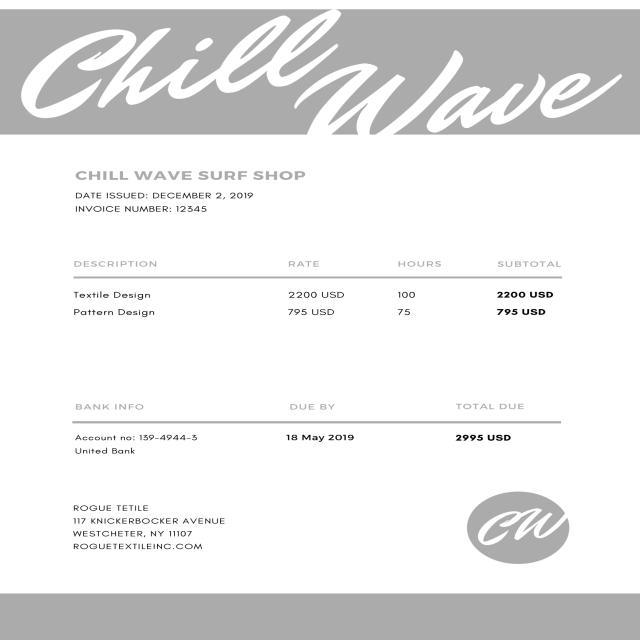 Chill Wave
CHILL WAVE SURF SHOP
DATE ISSUED: DECEMBER 2, 2019
INVOICE NUMBER: 12345
DESCRIPTION RATE HOURS SUBTOTAL
Textile Design 2200 USD 100 2200 USD
Pattern Design 795 USD 75 795 USD
BANK INFO DUE BY TOTAL DUE
Account no: 139-4944-3 18 May 2019 2995 USD
United Bank
ROGUE TETILE
117 KNICKERBOCKER AVENUE
WESTCHETER, NY 11107
ROGUETEXTILEINC.COM
CW